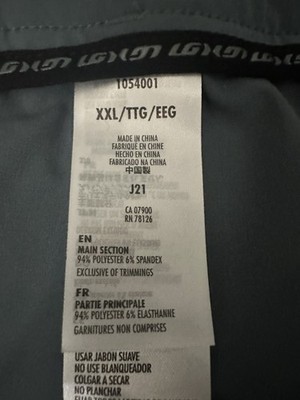 1054001
XXL/TTG/EEG
MADE IN CHINA
FABRIQUÉ EN CHINE
HECHO EN CHINA
FABRICADO NA CHINA
中国製
J21
CA 07900
RN 78126
EN
MAIN SECTION
94% POLYESTER 6% SPANDEX
EXCLUSIVE OF TRIMMINGS
FR
PARTIE PRINCIPALE
94% POLYESTER 6% ELASTHANNE
GARNITURES NON COMPRISES
USAR JABON SUAVE
NO USE BLANQUEADOR
COLGAR A SECAR
NO PLANCHAR